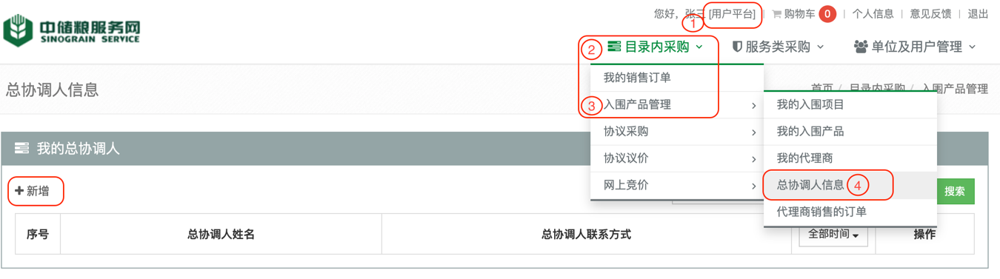 您好，张三 [用户平台] 购物车 0 个人信息 意见反馈 退出
1
中储粮服务网
SINOGRAIN SERVICE
2 目录内采购 服务类采购 单位及用户管理
我的销售订单
总协调人信息
首页 / 目录内采购 / 入围产品管理
3 入围产品管理
我的入围项目
协议采购
我的入围产品
我的总协调人
协议议价
我的代理商
网上竞价
总协调人信息 4
+新增
搜索
代理商销售的订单
序号 总协调人姓名 总协调人联系方式 全部时间 操作